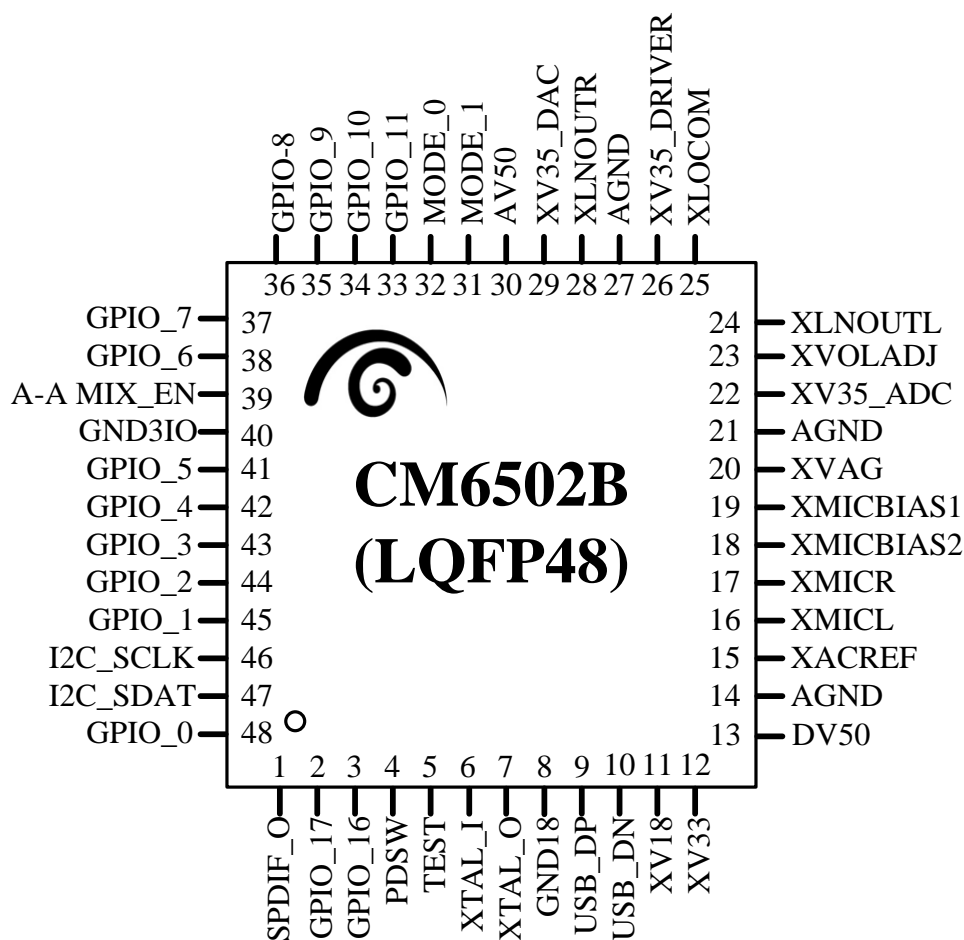 GPIO-8
GPIO_9
GPIO_10
GPIO_11
MODE_0
MODE_1
AV50
XV35_DAC
XLNOUTR
AGND
XV35_DRIVER
XLOCOM
36 35 34 33 32 31 30 29 28 27 26 25
GPIO_7 37
GPIO_6 38
A-A MIX_EN 39
GND3IO 40
GPIO_5 41
GPIO_4 42
GPIO_3 43
GPIO_2 44
GPIO_1 45
I2C_SCLK 46
I2C_SDAT 47
GPIO_0 48
CM6502B
(LQFP48)
24 XLNOUTL
23 XVOLADJ
22 XV35_ADC
21 AGND
20 XVAG
19 XMICBIAS1
18 XMICBIAS2
17 XMICR
16 XMICL
15 XACREF
14 AGND
13 DV50
1 2 3 4 5 6 7 8 9 10 11 12
SPDIF_O
GPIO_17
GPIO_16
PDSW
TEST
XTAL_I
XTAL_O
GND18
USB_DP
USB_DN
XV18
XV33